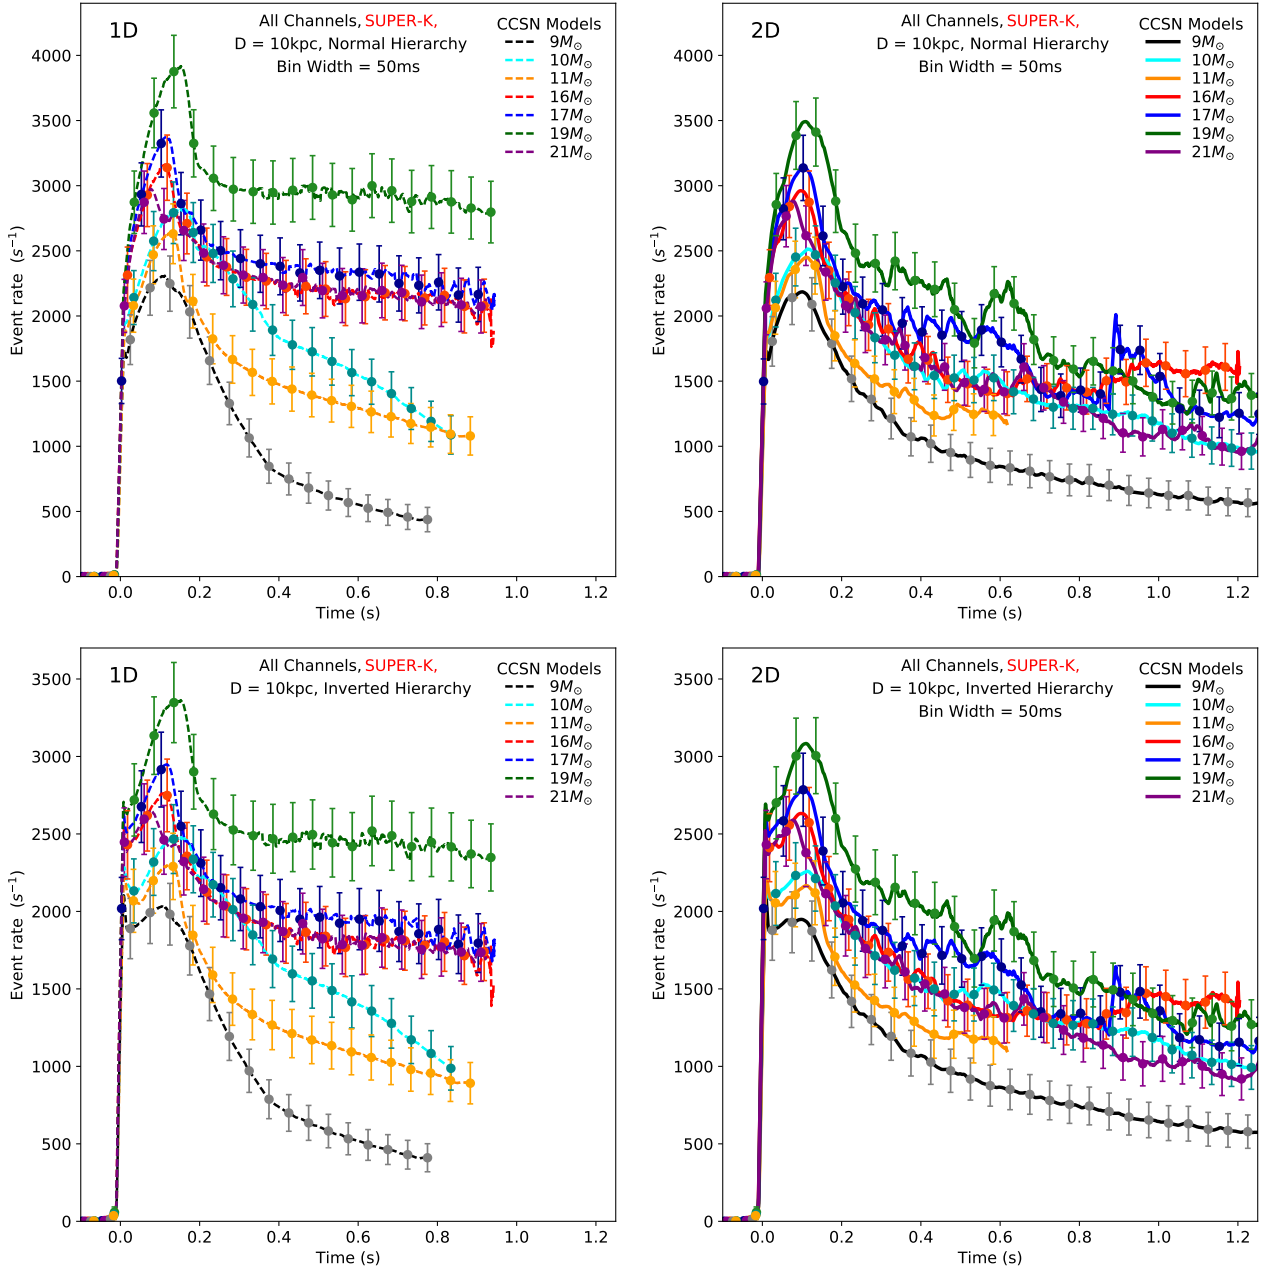 1D
All Channels, SUPER-K,
D = 10kpc, Normal Hierarchy
Bin Width = 50ms
CCSN Models
9M⊙
10M⊙
11M⊙
16M⊙
17M⊙
19M⊙
21M⊙
Event rate (s⁻¹)
4000
3500
3000
2500
2000
1500
1000
500
0
0.0 0.2 0.4 0.6 0.8 1.0 1.2
Time (s)
2D
All Channels, SUPER-K,
D = 10kpc, Normal Hierarchy
Bin Width = 50ms
CCSN Models
9M⊙
10M⊙
11M⊙
16M⊙
17M⊙
19M⊙
21M⊙
Event rate (s⁻¹)
4000
3500
3000
2500
2000
1500
1000
500
0
0.0 0.2 0.4 0.6 0.8 1.0 1.2
Time (s)
1D
All Channels, SUPER-K,
D = 10kpc, Inverted Hierarchy
CCSN Models
9M⊙
10M⊙
11M⊙
16M⊙
17M⊙
19M⊙
21M⊙
Event rate (s⁻¹)
3500
3000
2500
2000
1500
1000
500
0
0.0 0.2 0.4 0.6 0.8 1.0 1.2
Time (s)
2D
All Channels, SUPER-K,
D = 10kpc, Inverted Hierarchy
Bin Width = 50ms
CCSN Models
9M⊙
10M⊙
11M⊙
16M⊙
17M⊙
19M⊙
21M⊙
Event rate (s⁻¹)
3500
3000
2500
2000
1500
1000
500
0
0.0 0.2 0.4 0.6 0.8 1.0 1.2
Time (s)